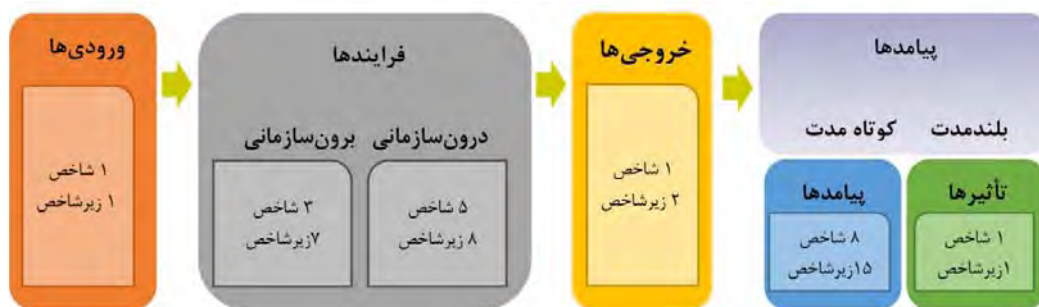 ورودی‌ها
۱ شاخص
۱ زیرشاخص
فرایندها
برون‌سازمانی
۳ شاخص
۷زیرشاخص
درون‌سازمانی
۵ شاخص
۸ زیرشاخص
خروجی‌ها
۱ شاخص
۲ زیرشاخص
پیامدها
کوتاه مدت
پیامدها
۸ شاخص
۱۵زیرشاخص
بلندمدت
تأثیرها
۱ شاخص
۱زیرشاخص